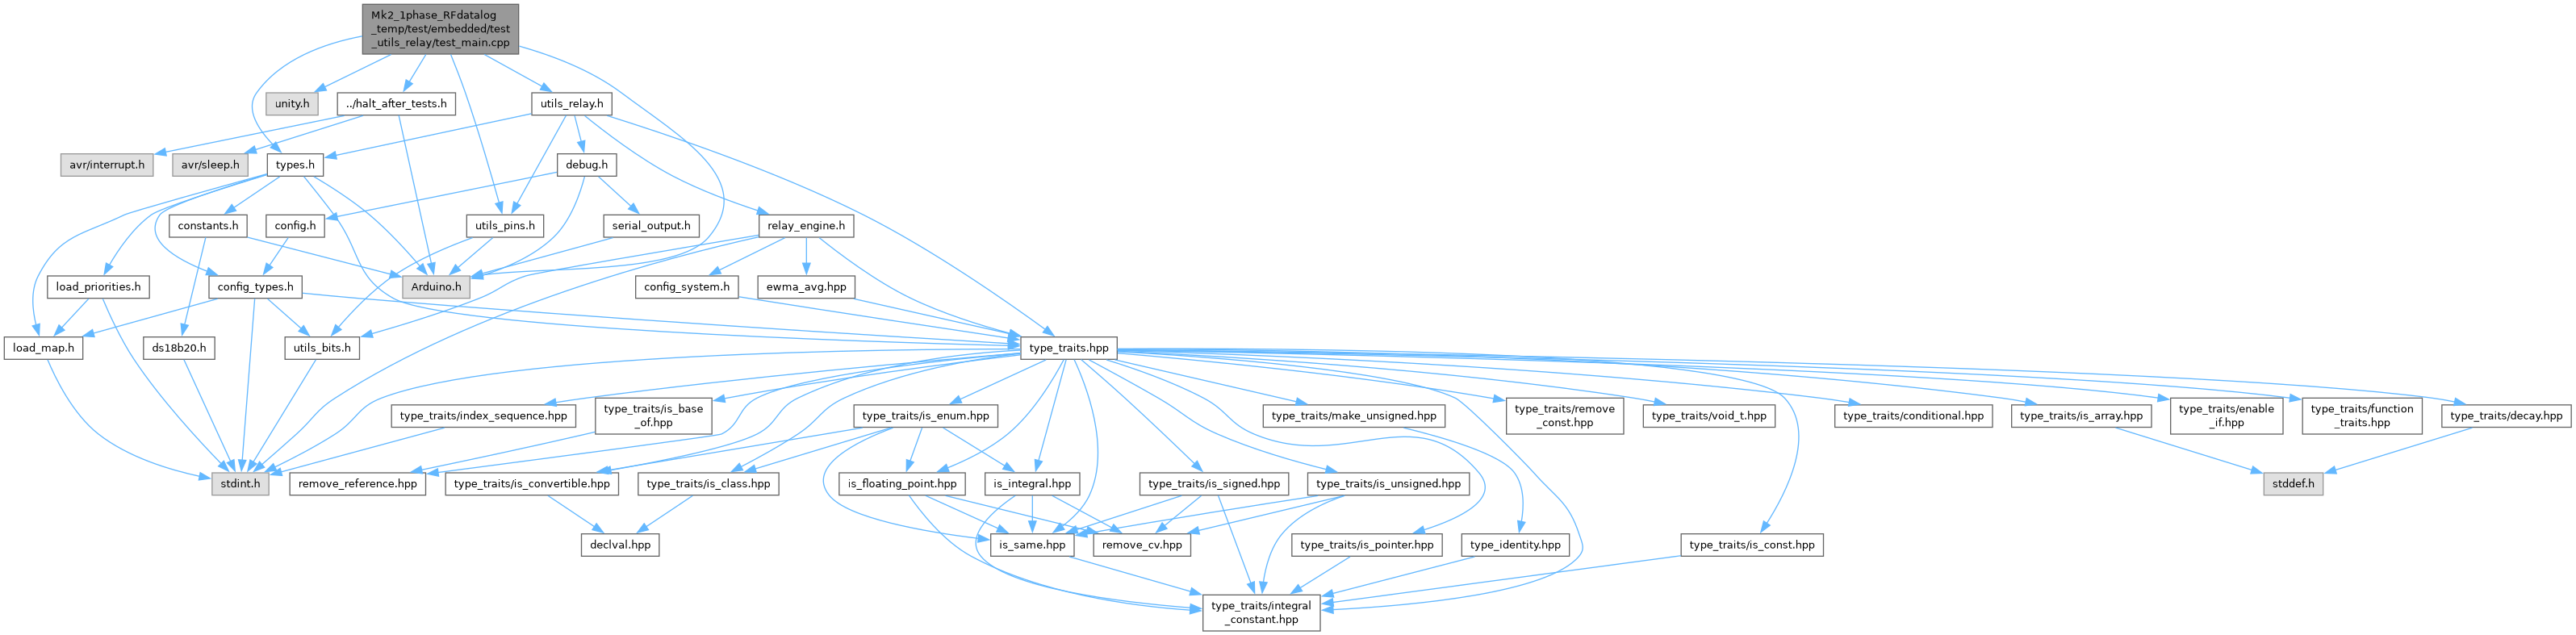 Mk2_1phase_RFdatalog
_temp/test/embedded/test
_utils_relay/test_main.cpp
unity.h
../halt_after_tests.h
utils_relay.h
avr/interrupt.h
avr/sleep.h
types.h
debug.h
constants.h
config.h
utils_pins.h
serial_output.h
relay_engine.h
load_priorities.h
config_types.h
Arduino.h
config_system.h
ewma_avg.hpp
load_map.h
ds18b20.h
utils_bits.h
type_traits.hpp
type_traits/index_sequence.hpp
type_traits/is_base
_of.hpp
type_traits/is_enum.hpp
type_traits/make_unsigned.hpp
type_traits/remove
_const.hpp
type_traits/void_t.hpp
type_traits/conditional.hpp
type_traits/is_array.hpp
type_traits/enable
_if.hpp
type_traits/function
_traits.hpp
type_traits/decay.hpp
stdint.h
remove_reference.hpp
type_traits/is_convertible.hpp
type_traits/is_class.hpp
is_floating_point.hpp
is_integral.hpp
type_traits/is_signed.hpp
type_traits/is_unsigned.hpp
stddef.h
declval.hpp
is_same.hpp
remove_cv.hpp
type_traits/is_pointer.hpp
type_identity.hpp
type_traits/is_const.hpp
type_traits/integral
_constant.hpp